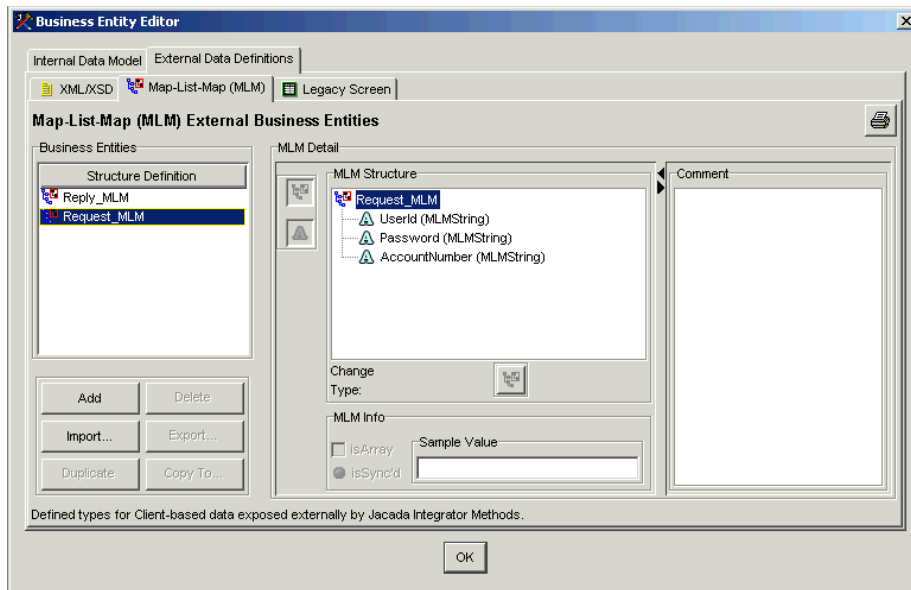 Business Entity Editor
Internal Data Model
External Data Definitions
XML/XSD
Map-List-Map (MLM)
Legacy Screen
Map-List-Map (MLM) External Business Entities
Business Entities
Structure Definition
Reply_MLM
Request_MLM
Add
Delete
Import...
Export...
Duplicate
Copy To...
MLM Detail
MLM Structure
Request_MLM
UserId (MLMString)
Password (MLMString)
AccountNumber (MLMString)
Change
Type:
MLM Info
isArray
isSync'd
Sample Value
Comment
Defined types for Client-based data exposed externally by Jacada Integrator Methods.
OK